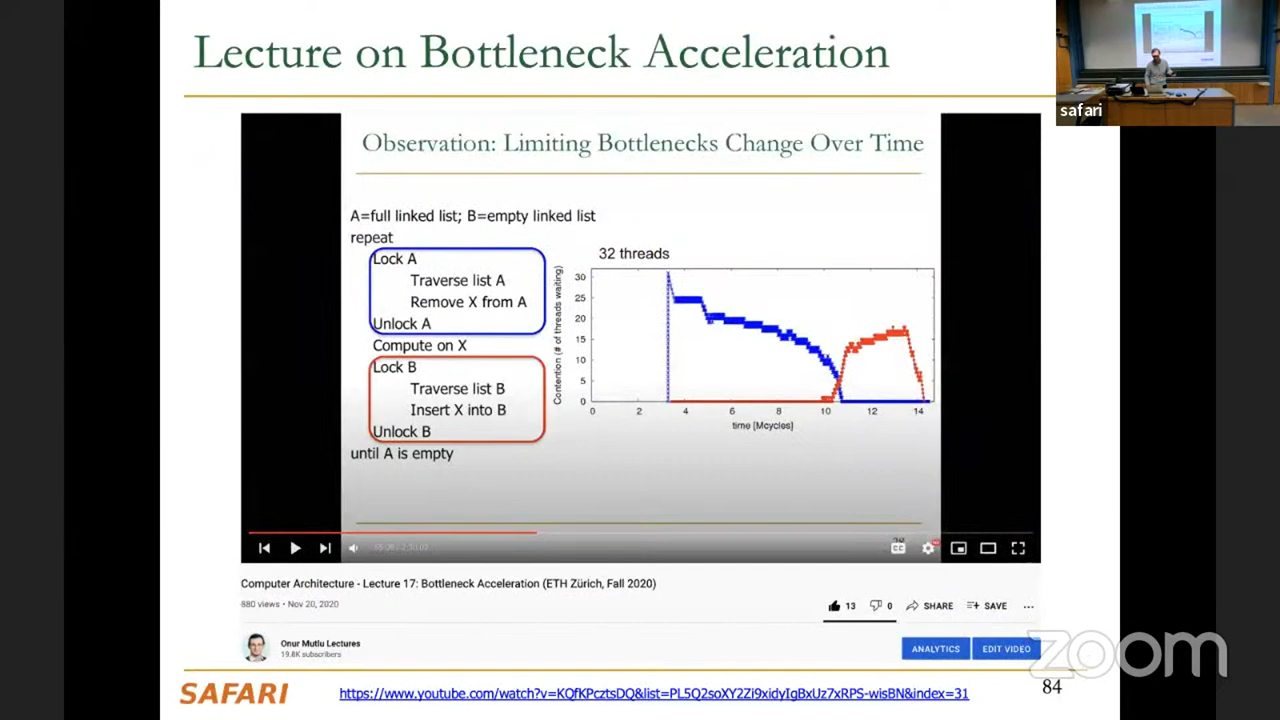 Lecture on Bottleneck Acceleration
safari
Observation: Limiting Bottlenecks Change Over Time
A=full linked list; B=empty linked list
repeat
Lock A
Traverse list A
Remove X from A
Unlock A
Compute on X
Lock B
Traverse list B
Insert X into B
Unlock B
until A is empty
32 threads
Contention (# of threads waiting)
30
25
20
15
10
5
0
0 2 4 6 8 10 12 14
time [Mcycles]
CC
Computer Architecture - Lecture 17: Bottleneck Acceleration (ETH Zürich, Fall 2020)
880 views • Nov 20, 2020
13 0 SHARE SAVE ...
Onur Mutlu Lectures
19.8K subscribers
ANALYTICS EDIT VIDEO
zoom
SAFARI
https://www.youtube.com/watch?v=KQfKPcztsDQ&list=PL5Q2soXY2Zi9xidyIgBxUz7xRPS-wisBN&index=31
84